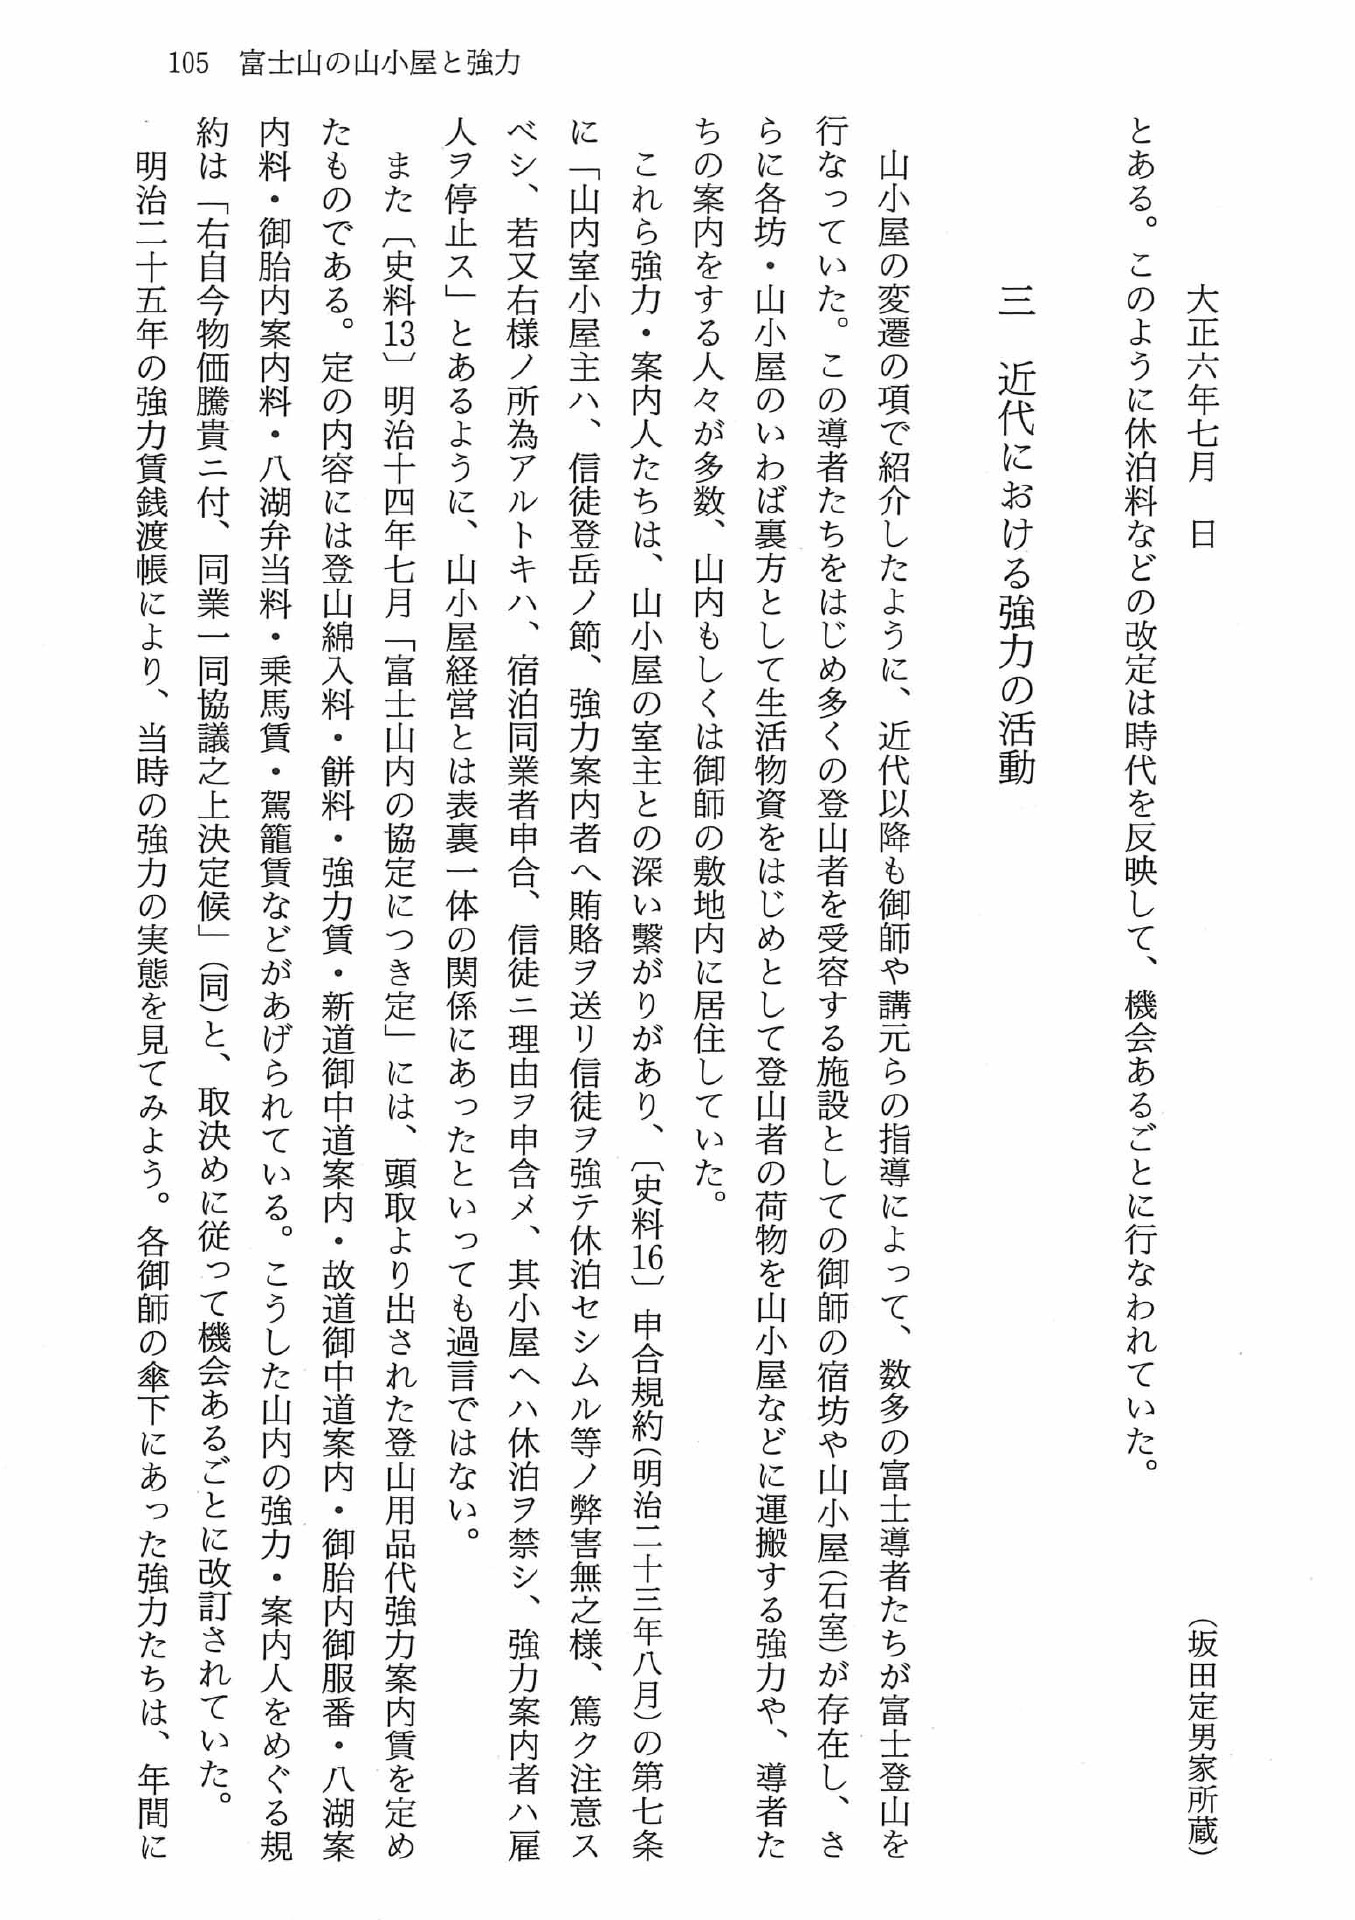 105　富士山の山小屋と強力
大正六年七月　日
（坂田定男家所蔵）
とある。このように休泊料などの改定は時代を反映して、機会あるごとに行なわれていた。
三　近代における強力の活動
山小屋の変遷の項で紹介したように、近代以降も御師や講元らの指導によって、数多の富士導者たちが富士登山を
行なっていた。この導者たちをはじめ多くの登山者を受容する施設としての御師の宿坊や山小屋（石室）が存在し、さ
らに各坊・山小屋のいわば裏方として生活物資をはじめとして登山者の荷物を山小屋などに運搬する強力や、導者た
ちの案内をする人々が多数、山内もしくは御師の敷地内に居住していた。
これら強力・案内人たちは、山小屋の室主との深い繫がりがあり、〔史料16〕申合規約（明治二十三年八月）の第七条
に「山内室小屋主ハ、信徒登岳ノ節、強力案内者へ賄賂ヲ送リ信徒ヲ強テ休泊セシムル等ノ弊害無之様、篤ク注意ス
ベシ、若又右様ノ所為アルトキハ、宿泊同業者申合、信徒ニ理由ヲ申含メ、其小屋ヘハ休泊ヲ禁シ、強力案内者ハ雇
人ヲ停止ス」とあるように、山小屋経営とは表裏一体の関係にあったといっても過言ではない。
また〔史料13〕明治十四年七月「富士山内の協定につき定」には、頭取より出された登山用品代強力案内賃を定め
たものである。定の内容には登山綿入料・餅料・強力賃・新道御中道案内・故道御中道案内・御胎内御服番・八湖案
内料・御胎内案内料・八湖弁当料・乗馬賃・駕籠賃などがあげられている。こうした山内の強力・案内人をめぐる規
約は「右自今物価騰貴ニ付、同業一同協議之上決定候」（同）と、取決めに従って機会あるごとに改訂されていた。
明治二十五年の強力賃銭渡帳により、当時の強力の実態を見てみよう。各御師の傘下にあった強力たちは、年間に